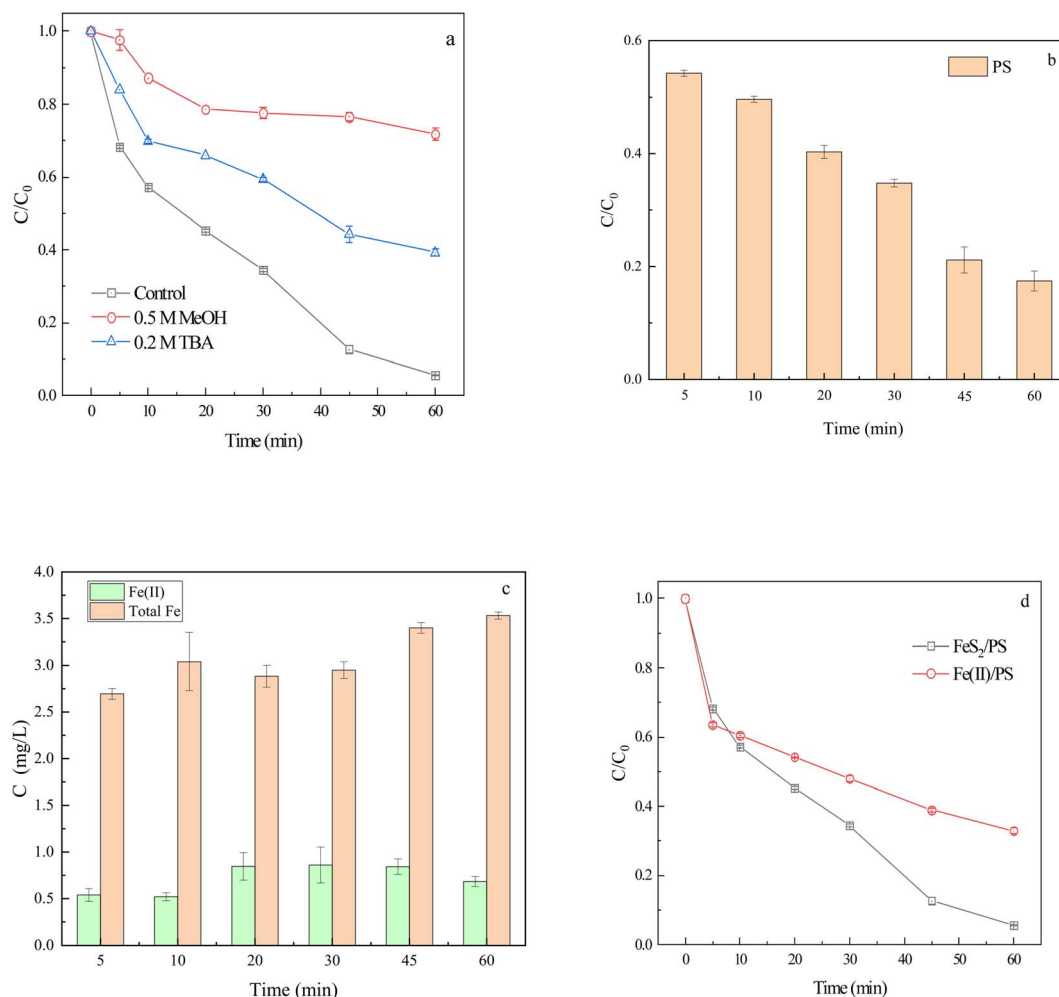 a
C/C0
1.0
0.8
0.6
0.4
0.2
0.0
Control
0.5 M MeOH
0.2 M TBA
0 10 20 30 40 50 60
Time (min)
b
PS
C/C0
0.6
0.4
0.2
0.0
5 10 20 30 45 60
Time (min)
c
Fe(II)
Total Fe
C (mg/L)
4.0
3.5
3.0
2.5
2.0
1.5
1.0
0.5
0.0
5 10 20 30 45 60
Time (min)
d
FeS2/PS
Fe(II)/PS
C/C0
1.0
0.8
0.6
0.4
0.2
0.0
0 10 20 30 40 50 60
Time (min)